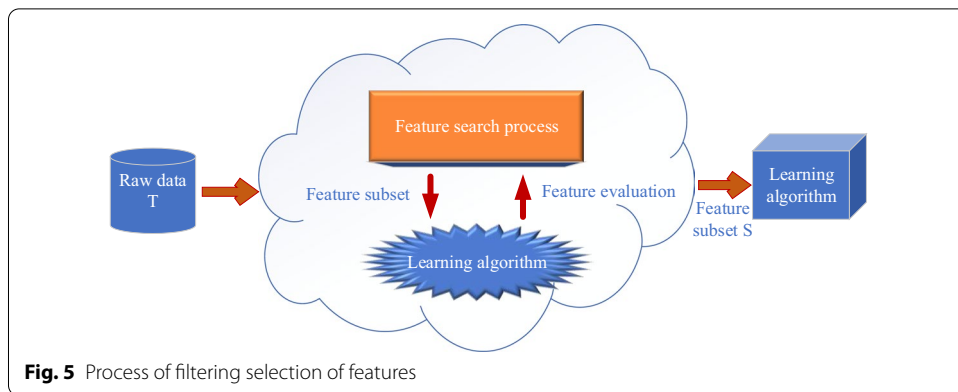 Feature search process
Raw data
T
Feature subset
Feature evaluation
Learning algorithm
Feature
subset S
Learning
algorithm
Fig. 5 Process of filtering selection of features